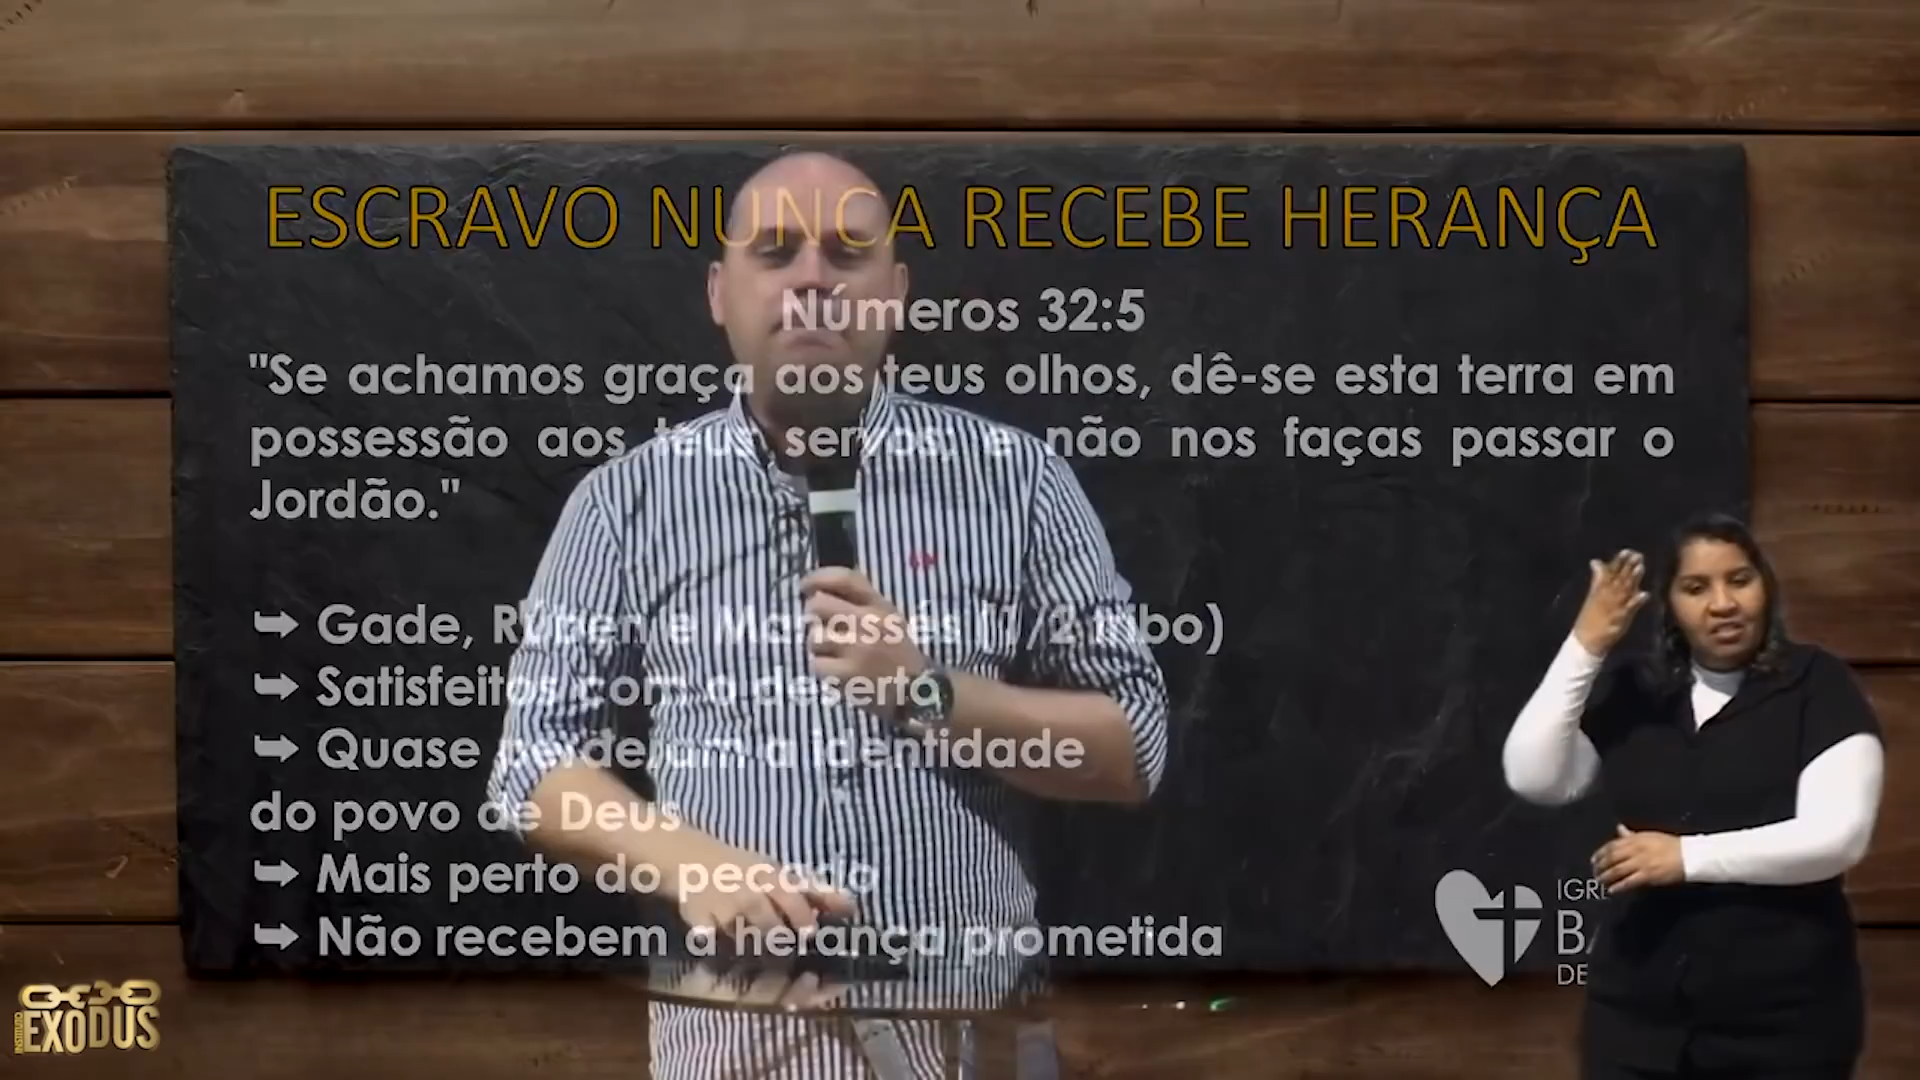 ESCRAVO NUNCA RECEBE HERANÇA
Números 32:5
"Se achamos graça aos teus olhos, dê-se esta terra em
possessão aos teus servos, e não nos faças passar o
Jordão."
➥ Gade, Rúben e Manassés (1/2 tribo)
➥ Satisfeitos com o deserto
➥ Quase perderam a identidade
do povo de Deus
➥ Mais perto do pecado
➥ Não recebem a herança prometida
DE
INSTITUTO
EXODUS